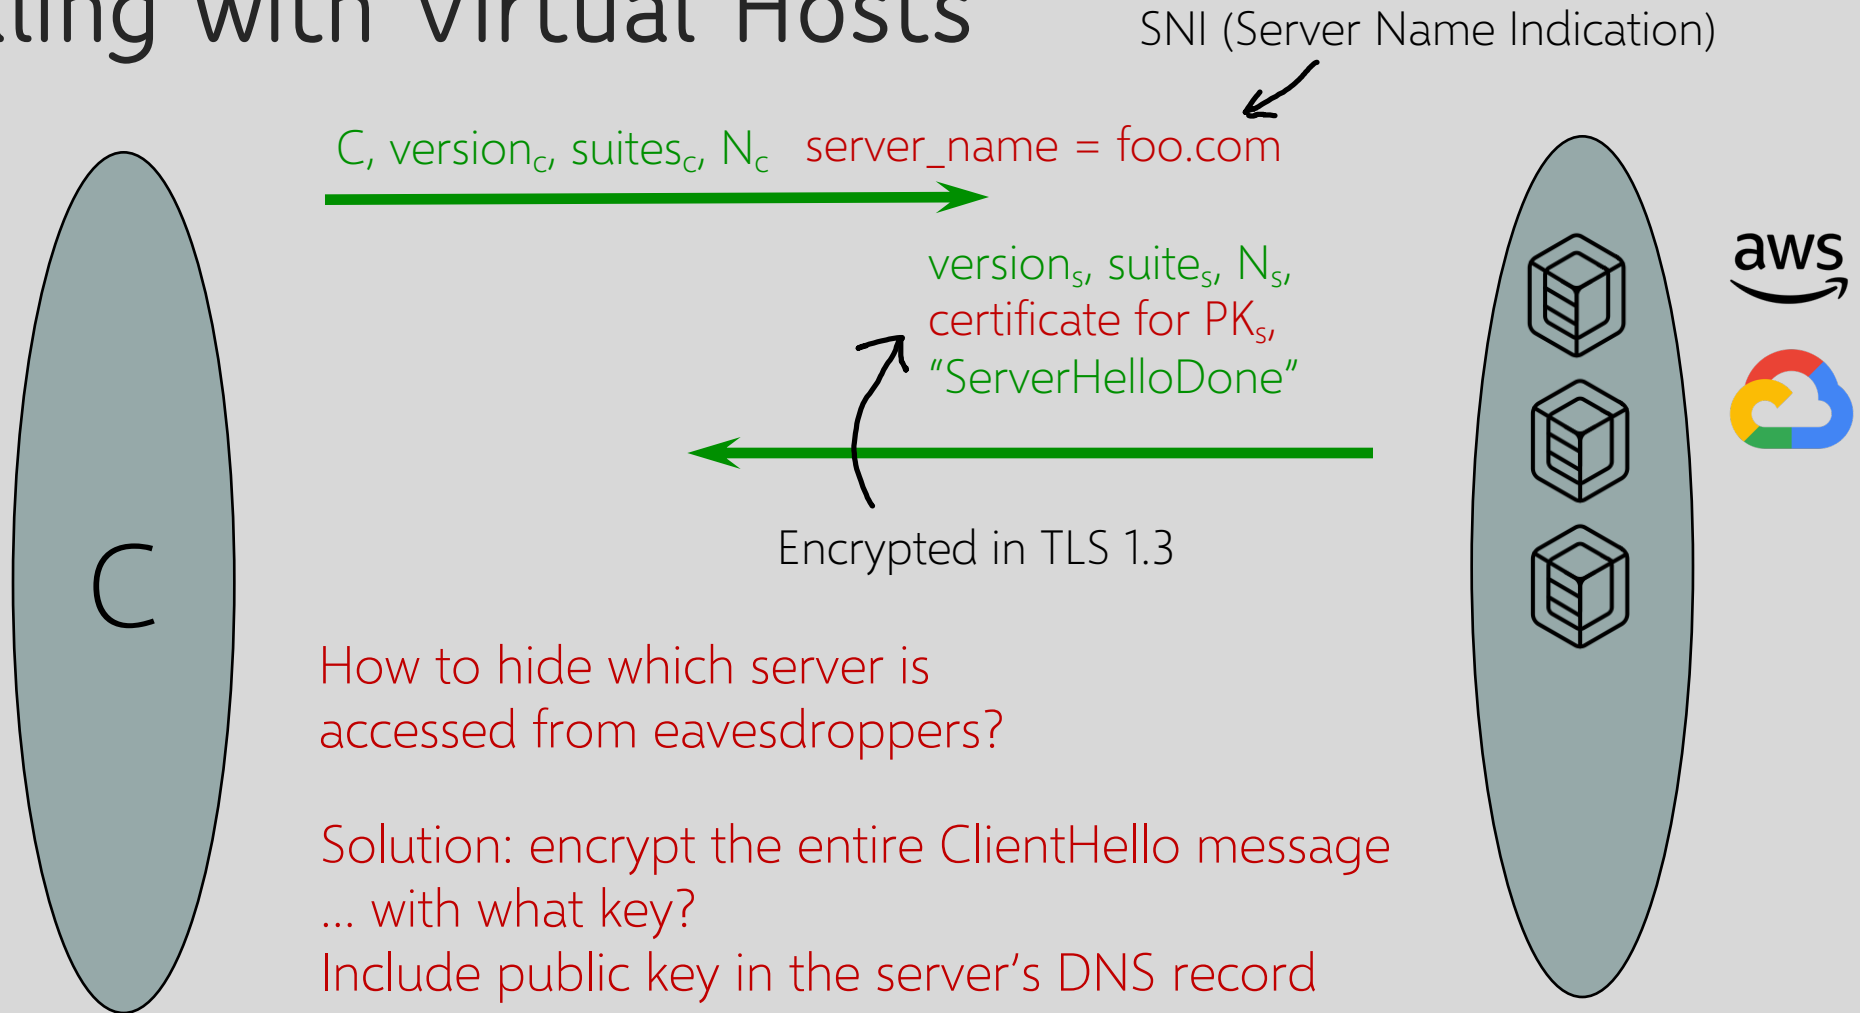 ling with Virtual Hosts
SNI (Server Name Indication)
C, version_c, suites_c, N_c server_name = foo.com
version_s, suite_s, N_s,
certificate for PK_s,
“ServerHelloDone”
aws
Encrypted in TLS 1.3
C
How to hide which server is
accessed from eavesdroppers?
Solution: encrypt the entire ClientHello message
... with what key?
Include public key in the server’s DNS record